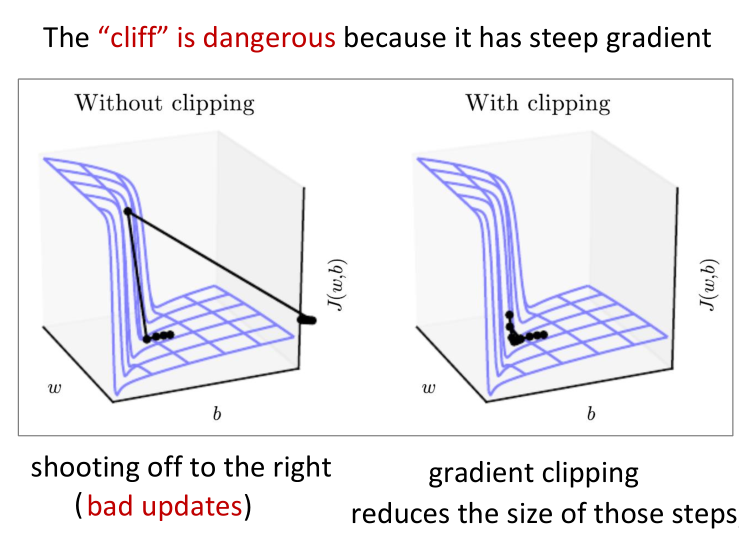 The “cliff” is dangerous because it has steep gradient
Without clipping
With clipping
J(w,b)
J(w,b)
w
b
w
b
shooting off to the right
(bad updates)
gradient clipping
reduces the size of those steps